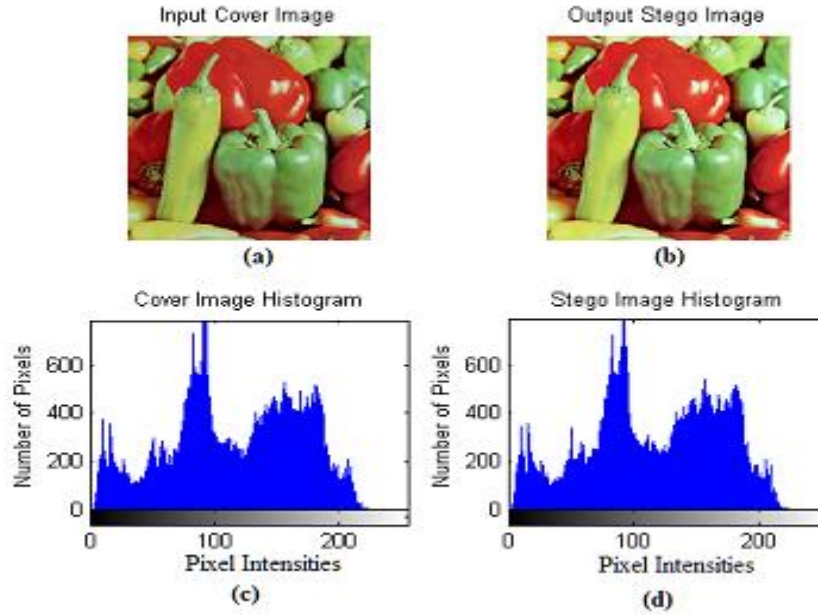 Input Cover Image
Output Stego Image
(a)
(b)
Cover Image Histogram
Stego Image Histogram
Number of Pixels
600
400
200
0
0 100 200
Pixel Intensities
(c)
Number of Pixels
600
400
200
0
0 100 200
Pixel Intensities
(d)